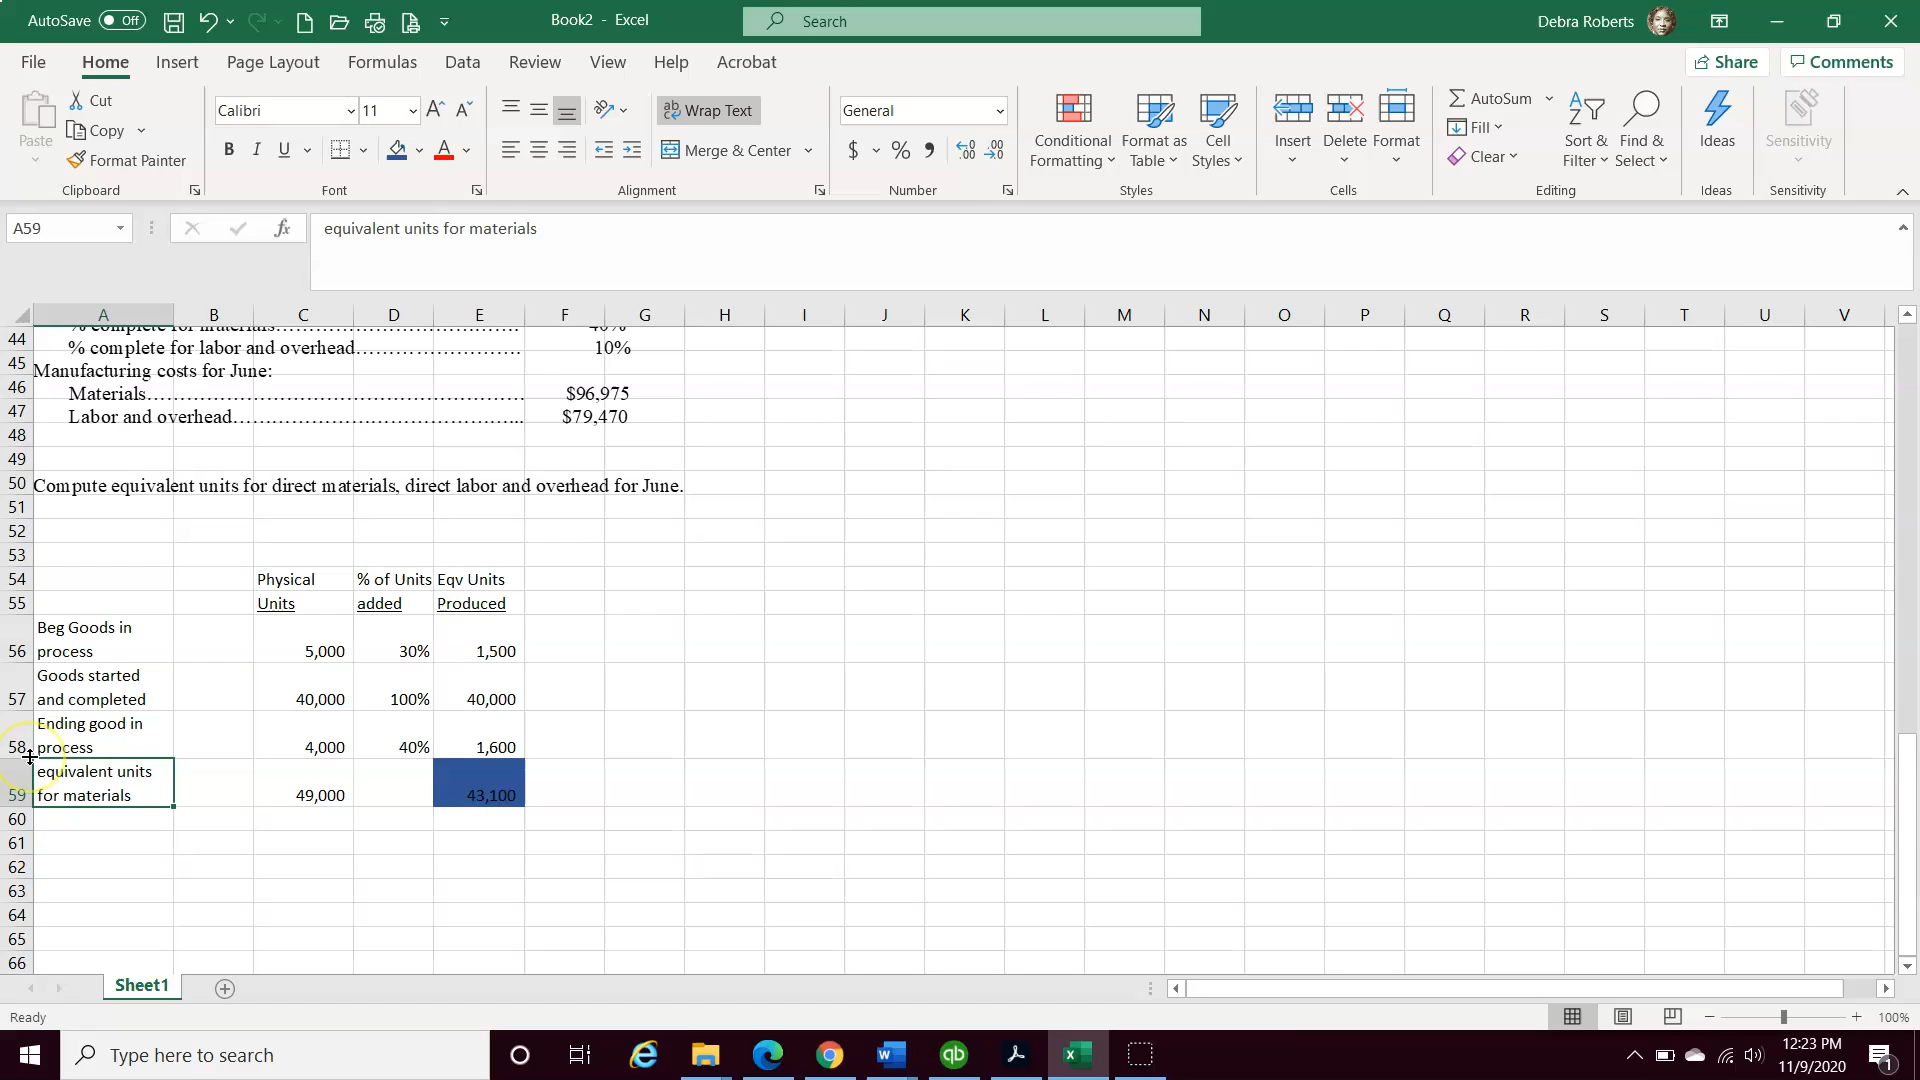 AutoSave Off Book2 - Excel Search Debra Roberts
File Home Insert Page Layout Formulas Data Review View Help Acrobat Share Comments
Paste Cut Copy Format Painter Clipboard
Calibri 11 B I U A Font
ab Wrap Text Merge & Center Alignment
General $ % Number
Conditional Formatting Format as Table Cell Styles Styles
Insert Delete Format Cells
AutoSum Fill Clear Sort & Filter Find & Select Editing
Ideas Ideas
Sensitivity Sensitivity
A59 fx equivalent units for materials
A B C D E F G H I J K L M N O P Q R S T U V
% complete for materials…………………………………… 40%
44 % complete for labor and overhead……………………. 10%
45 Manufacturing costs for June:
46 Materials………………………………………………… $96,975
47 Labor and overhead…………………………………….. $79,470
48
49
50 Compute equivalent units for direct materials, direct labor and overhead for June.
51
52
53
54 Physical % of Units Eqv Units
55 Units added Produced
Beg Goods in
56 process 5,000 30% 1,500
Goods started
57 and completed 40,000 100% 40,000
Ending good in
58 process 4,000 40% 1,600
equivalent units
59 for materials 49,000 43,100
60
61
62
63
64
65
66
Sheet1
Ready 100%
Type here to search 12:23 PM
11/9/2020 1